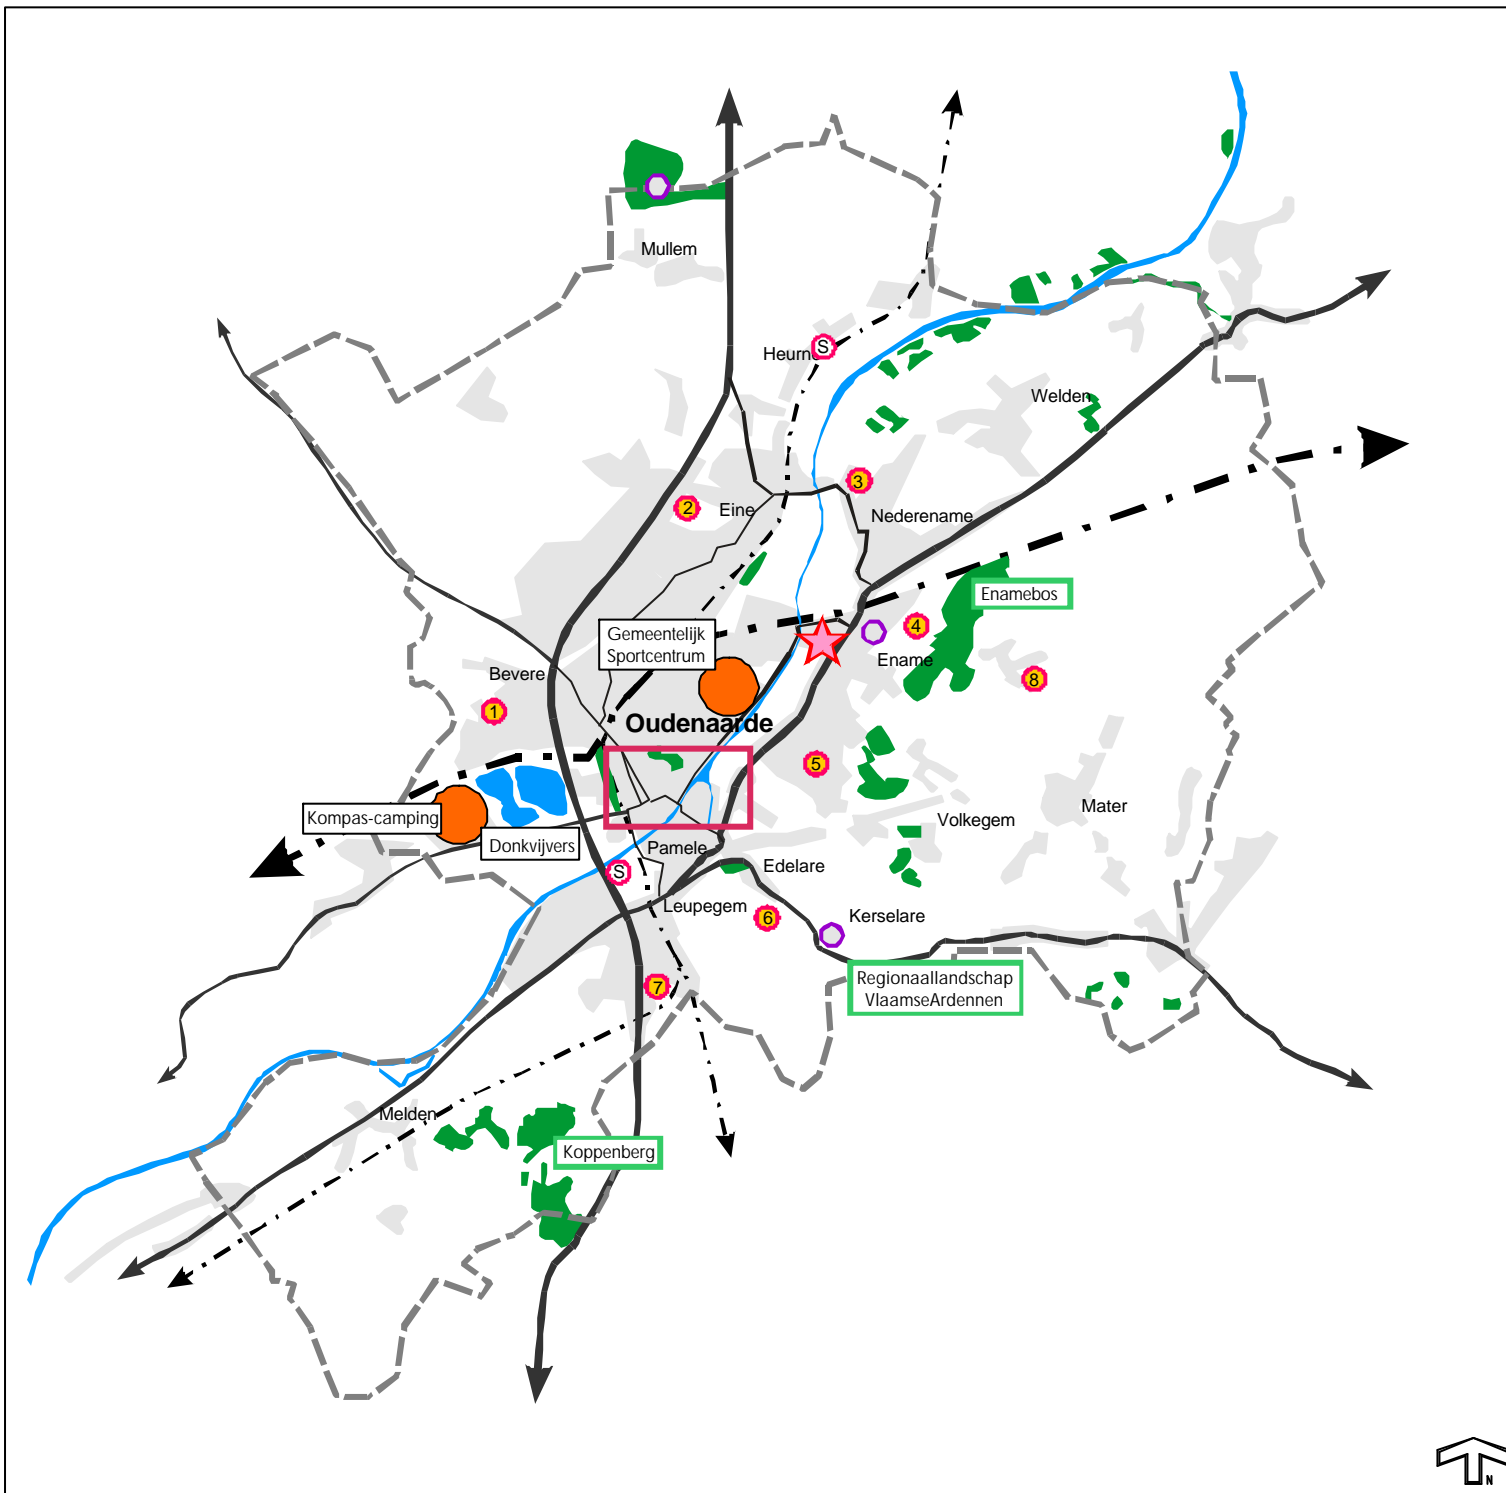 Mullem
S
Heurne
Welden
3
2
Eine
Nederename
Enamebos
4
Gemeentelijk
Sportcentrum
Ename
Bevere
8
1
Oudenaarde
5
Mater
Kompas-camping
Volkegem
Donkvijvers
Pamele
Edelare
S
Leupegem
6
Kerselare
Regionaallandschap
VlaamseArdennen
7
Melden
Koppenberg
N